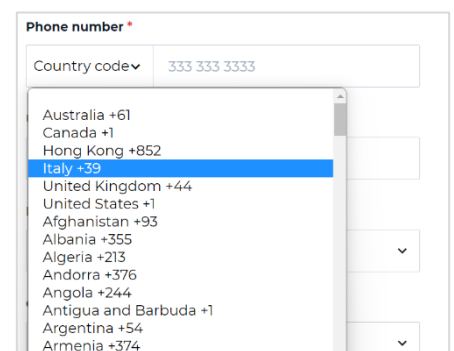 Phone number *
Country code
333 333 3333
Australia +61
Canada +1
Hong Kong +852
Italy +39
United Kingdom +44
United States +1
Afghanistan +93
Albania +355
Algeria +213
Andorra +376
Angola +244
Antigua and Barbuda +1
Argentina +54
Armenia +374